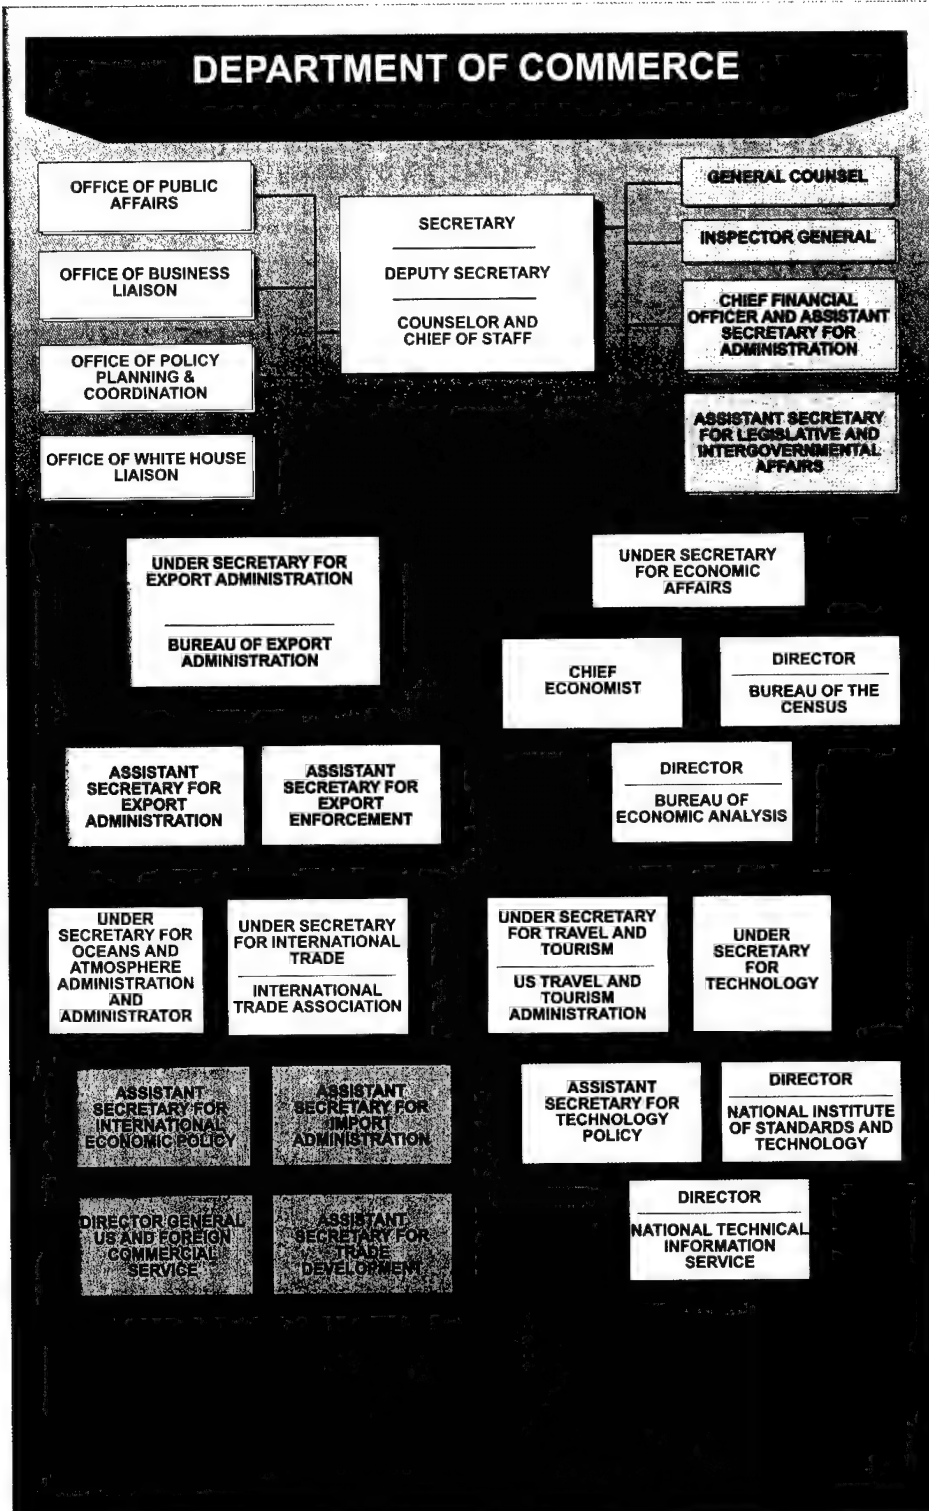 DEPARTMENT OF COMMERCE
OFFICE OF PUBLIC
AFFAIRS
OFFICE OF BUSINESS
LIAISON
OFFICE OF POLICY
PLANNING &
COORDINATION
OFFICE OF WHITE HOUSE
LIAISON
SECRETARY
DEPUTY SECRETARY
COUNSELOR AND
CHIEF OF STAFF
GENERAL COUNSEL
INSPECTOR GENERAL
CHIEF FINANCIAL
OFFICER AND ASSISTANT
SECRETARY FOR
ADMINISTRATION
ASSISTANT SECRETARY
FOR LEGISLATIVE AND
INTERGOVERNMENTAL
AFFAIRS
UNDER SECRETARY FOR
EXPORT ADMINISTRATION
BUREAU OF EXPORT
ADMINISTRATION
UNDER SECRETARY
FOR ECONOMIC
AFFAIRS
CHIEF
ECONOMIST
DIRECTOR
BUREAU OF THE
CENSUS
ASSISTANT
SECRETARY FOR
EXPORT
ADMINISTRATION
ASSISTANT
SECRETARY FOR
EXPORT
ENFORCEMENT
DIRECTOR
BUREAU OF
ECONOMIC ANALYSIS
UNDER
SECRETARY FOR
OCEANS AND
ATMOSPHERE
ADMINISTRATION
AND
ADMINISTRATOR
UNDER SECRETARY
FOR INTERNATIONAL
TRADE
INTERNATIONAL
TRADE ASSOCIATION
UNDER SECRETARY
FOR TRAVEL AND
TOURISM
US TRAVEL AND
TOURISM
ADMINISTRATION
UNDER
SECRETARY
FOR
TECHNOLOGY
ASSISTANT
SECRETARY FOR
INTERNATIONAL
ECONOMIC POLICY
ASSISTANT
SECRETARY FOR
IMPORT
ADMINISTRATION
ASSISTANT
SECRETARY FOR
TECHNOLOGY
POLICY
DIRECTOR
NATIONAL INSTITUTE
OF STANDARDS AND
TECHNOLOGY
DIRECTOR GENERAL
US AND FOREIGN
COMMERCIAL
SERVICE
ASSISTANT
SECRETARY FOR
TRADE
DEVELOPMENT
DIRECTOR
NATIONAL TECHNICAL
INFORMATION
SERVICE